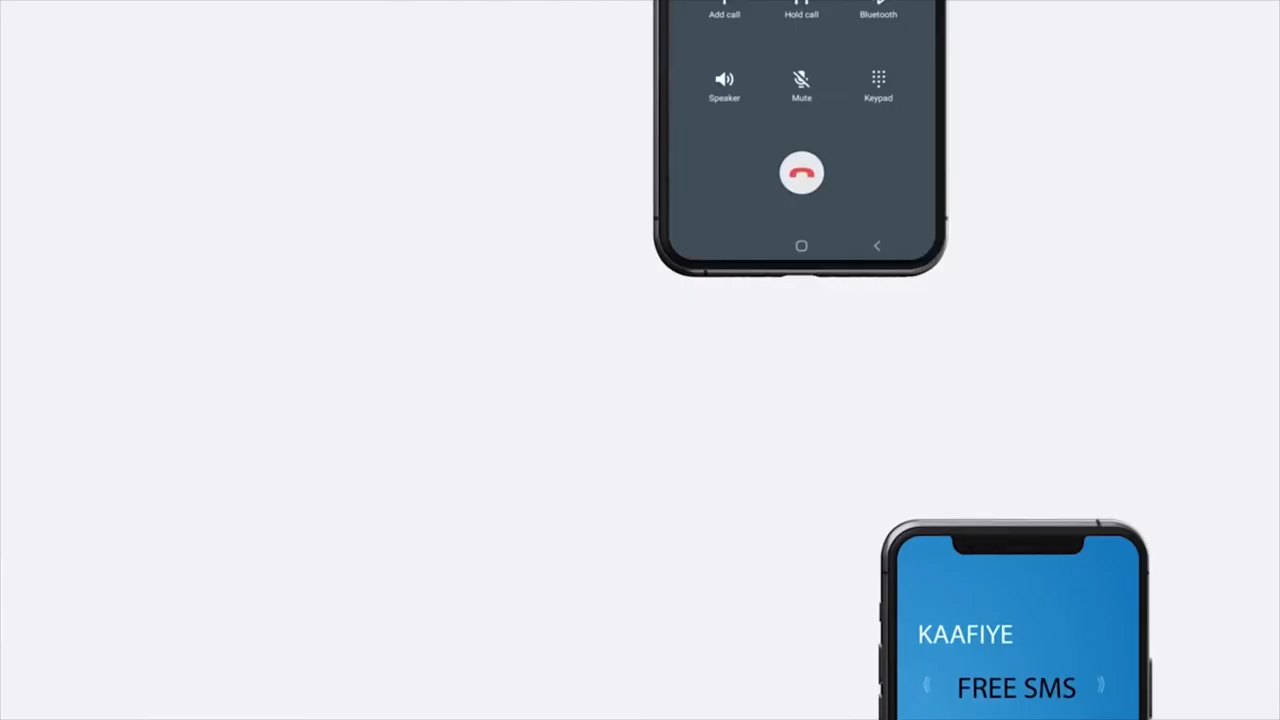 Add call Hold call Bluetooth
Speaker Mute Keypad
KAAFIYE
FREE SMS